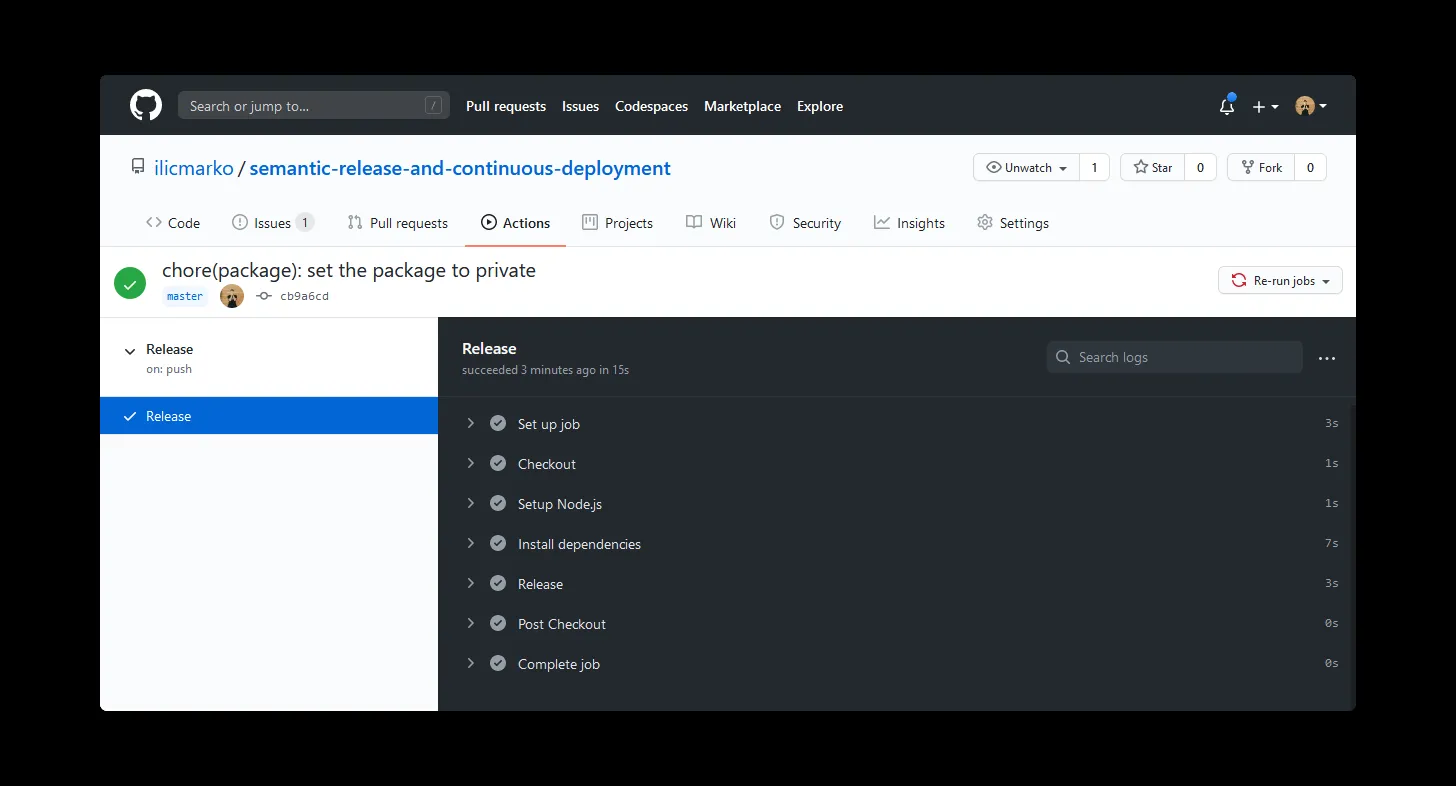 Search or jump to... / Pull requests Issues Codespaces Marketplace Explore
ilicmarko / semantic-release-and-continuous-deployment Unwatch 1 Star 0 Fork 0
Code Issues 1 Pull requests Actions Projects Wiki Security Insights Settings
chore(package): set the package to private
master cb9a6cd
Re-run jobs
Release
on: push
Release
Release
succeeded 3 minutes ago in 15s
Search logs
Set up job 3s
Checkout 1s
Setup Node.js 1s
Install dependencies 7s
Release 3s
Post Checkout 0s
Complete job 0s